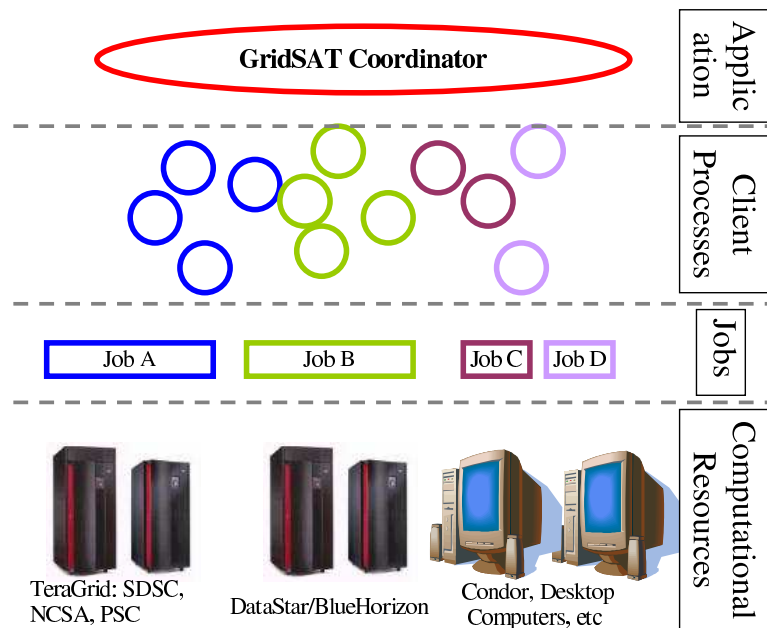 GridSAT Coordinator
Applic
ation
Client
Processes
Job A
Job B
Job C
Job D
Jobs
Computational
Resources
TeraGrid: SDSC,
NCSA, PSC
DataStar/BlueHorizon
Condor, Desktop
Computers, etc